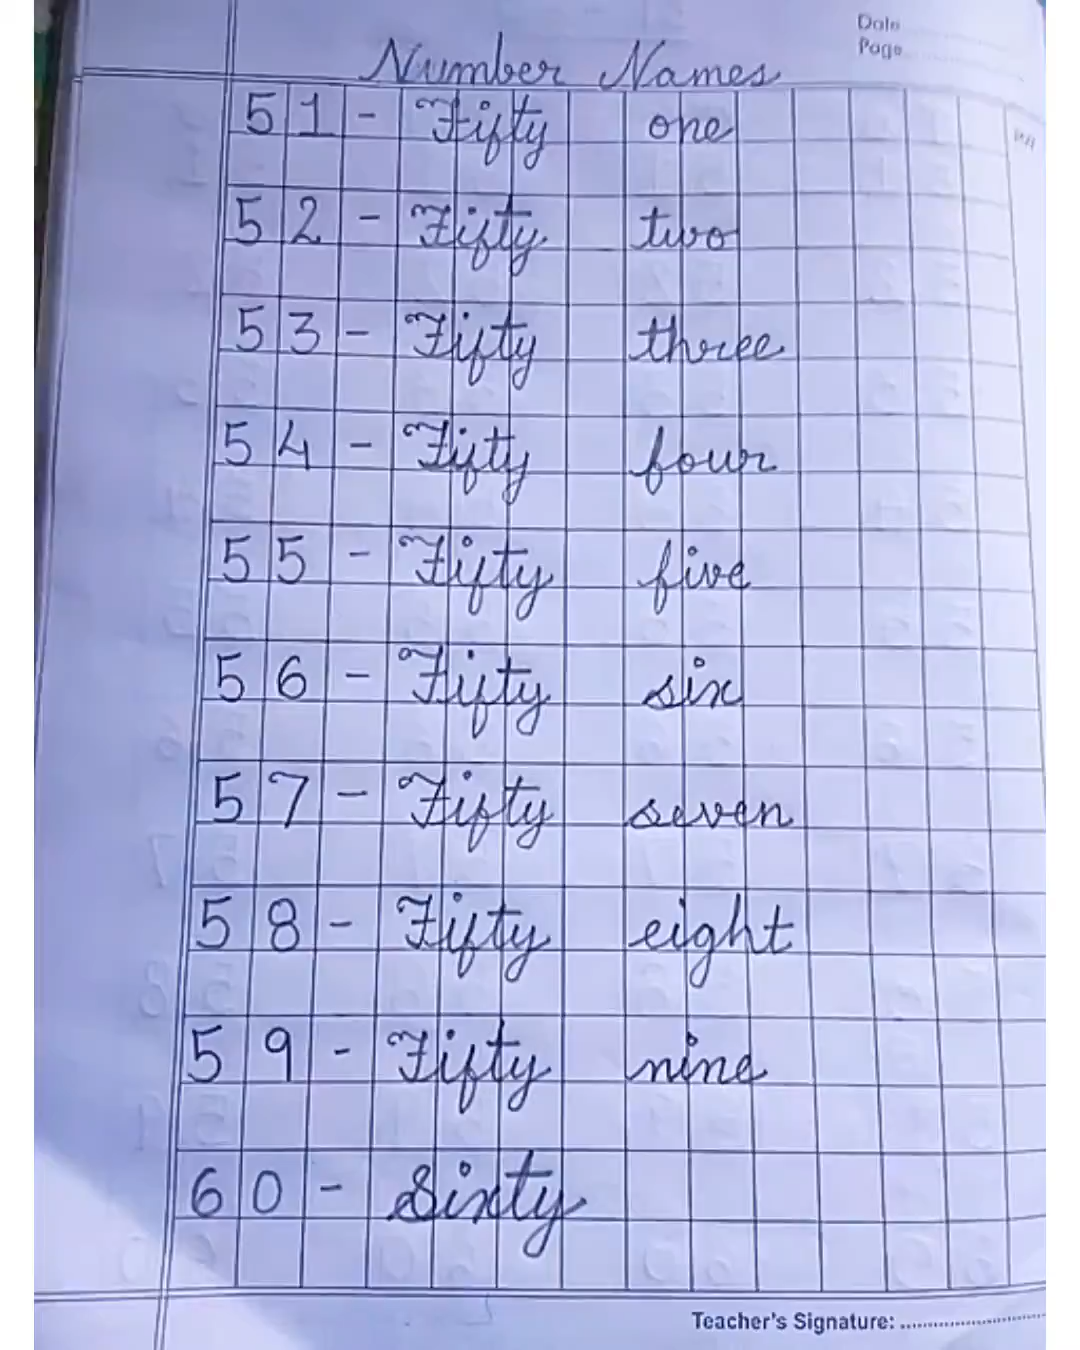 Date
Page
Number Names
51 - Fifty one
52 - Fifty two
53 - Fifty three
54 - Fifty four
55 - Fifty five
56 - Fifty six
57 - Fifty seven
58 - Fifty eight
59 - Fifty nine
60 - Sixty
Teacher's Signature: